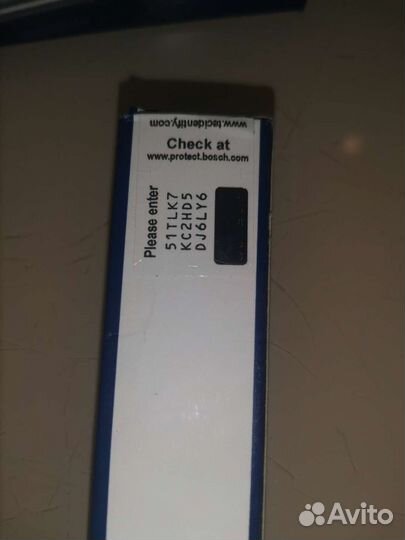 www.tecidentify.com
Check at
www.protect.bosch.com
Please enter
51TLK7
KC2HD5
DJ6LY6
Avito